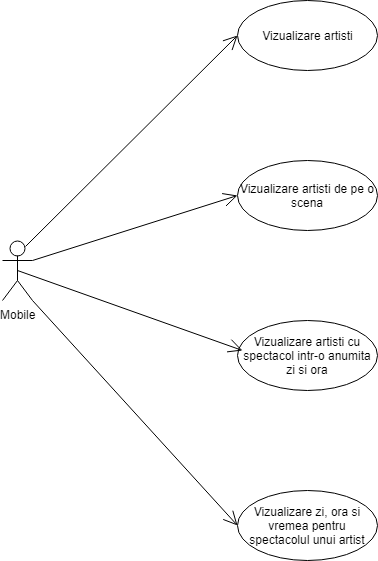 Vizualizare artisti
Vizualizare artisti de pe o
scena
Mobile
Vizualizare artisti cu
spectacol intr-o anumita
zi si ora
Vizualizare zi, ora si
vremea pentru
spectacolul unui artist